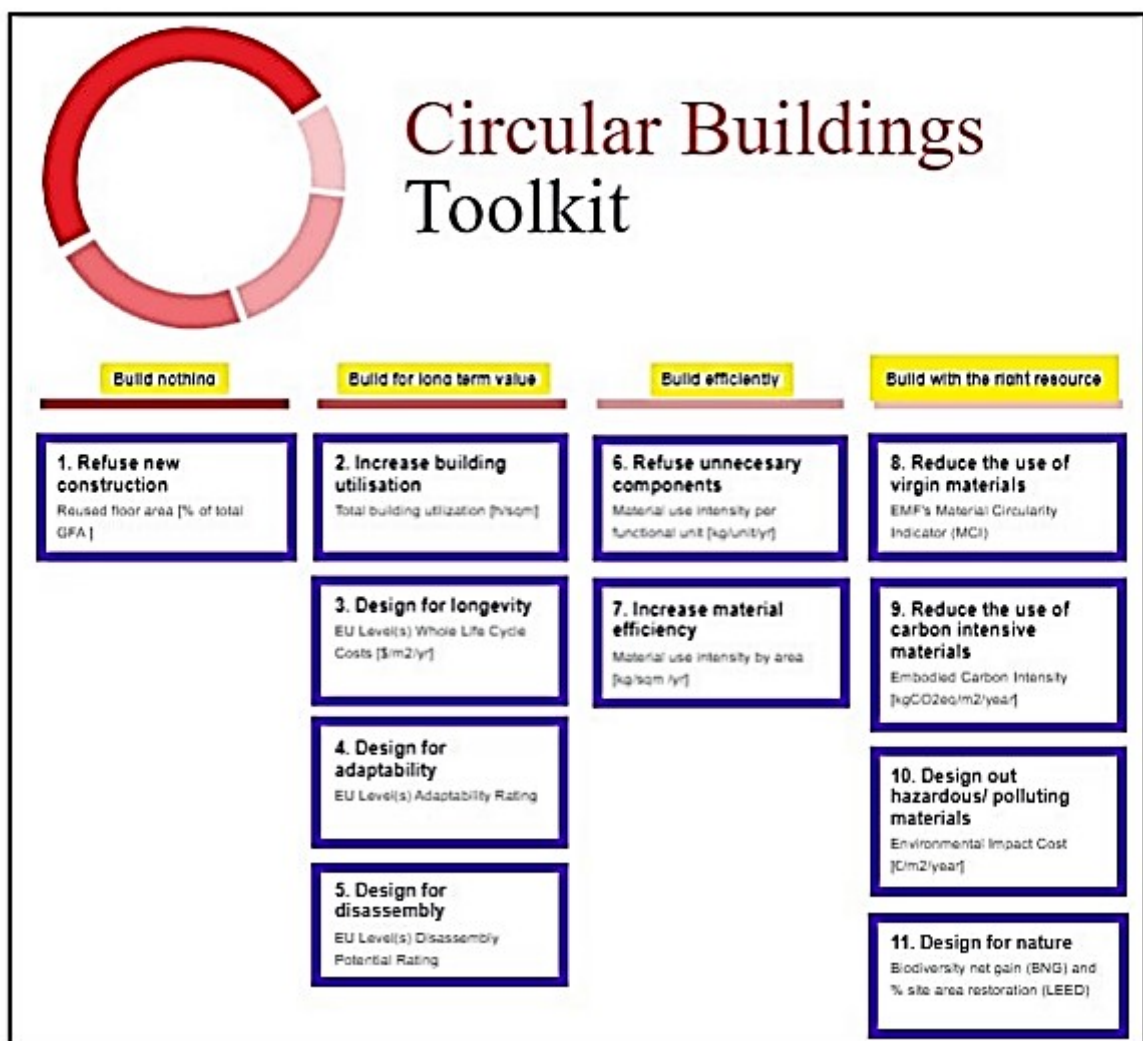 Circular Buildings
Toolkit
Build nothing
Build for long term value
Build efficiently
Build with the right resource
1. Refuse new
construction
Reused floor area [% of total
GFA ]
2. Increase building
utilisation
Total building utilization [h/sqm]
3. Design for longevity
EU Level(s) Whole Life Cycle
Costs [$/m2/yr]
4. Design for
adaptability
EU Level(s) Adaptability Rating
5. Design for
disassembly
EU Level(s) Disassembly
Potential Rating
6. Refuse unnecesary
components
Material use intensity per
functional unit [kg/unit/yr]
7. Increase material
efficiency
Material use intensity by area
[kg/sqm /yr]
8. Reduce the use of
virgin materials
EMF's Material Circularity
Indicator (MCI)
9. Reduce the use of
carbon intensive
materials
Embodied Carbon Intensity
[kgCO2eq/m2/year]
10. Design out
hazardous/ polluting
materials
Environmental Impact Cost
[€/m2/year]
11. Design for nature
Biodiversity net gain (BNG) and
% site area restoration (LEED)